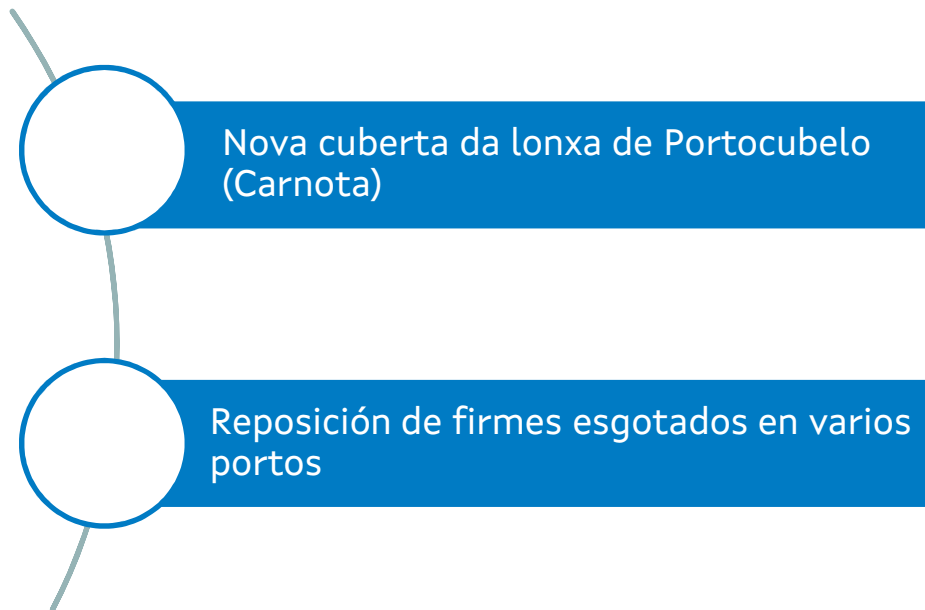 Nova cuberta da lonxa de Portocubelo
(Carnota)
Reposición de firmes esgotados en varios
portos